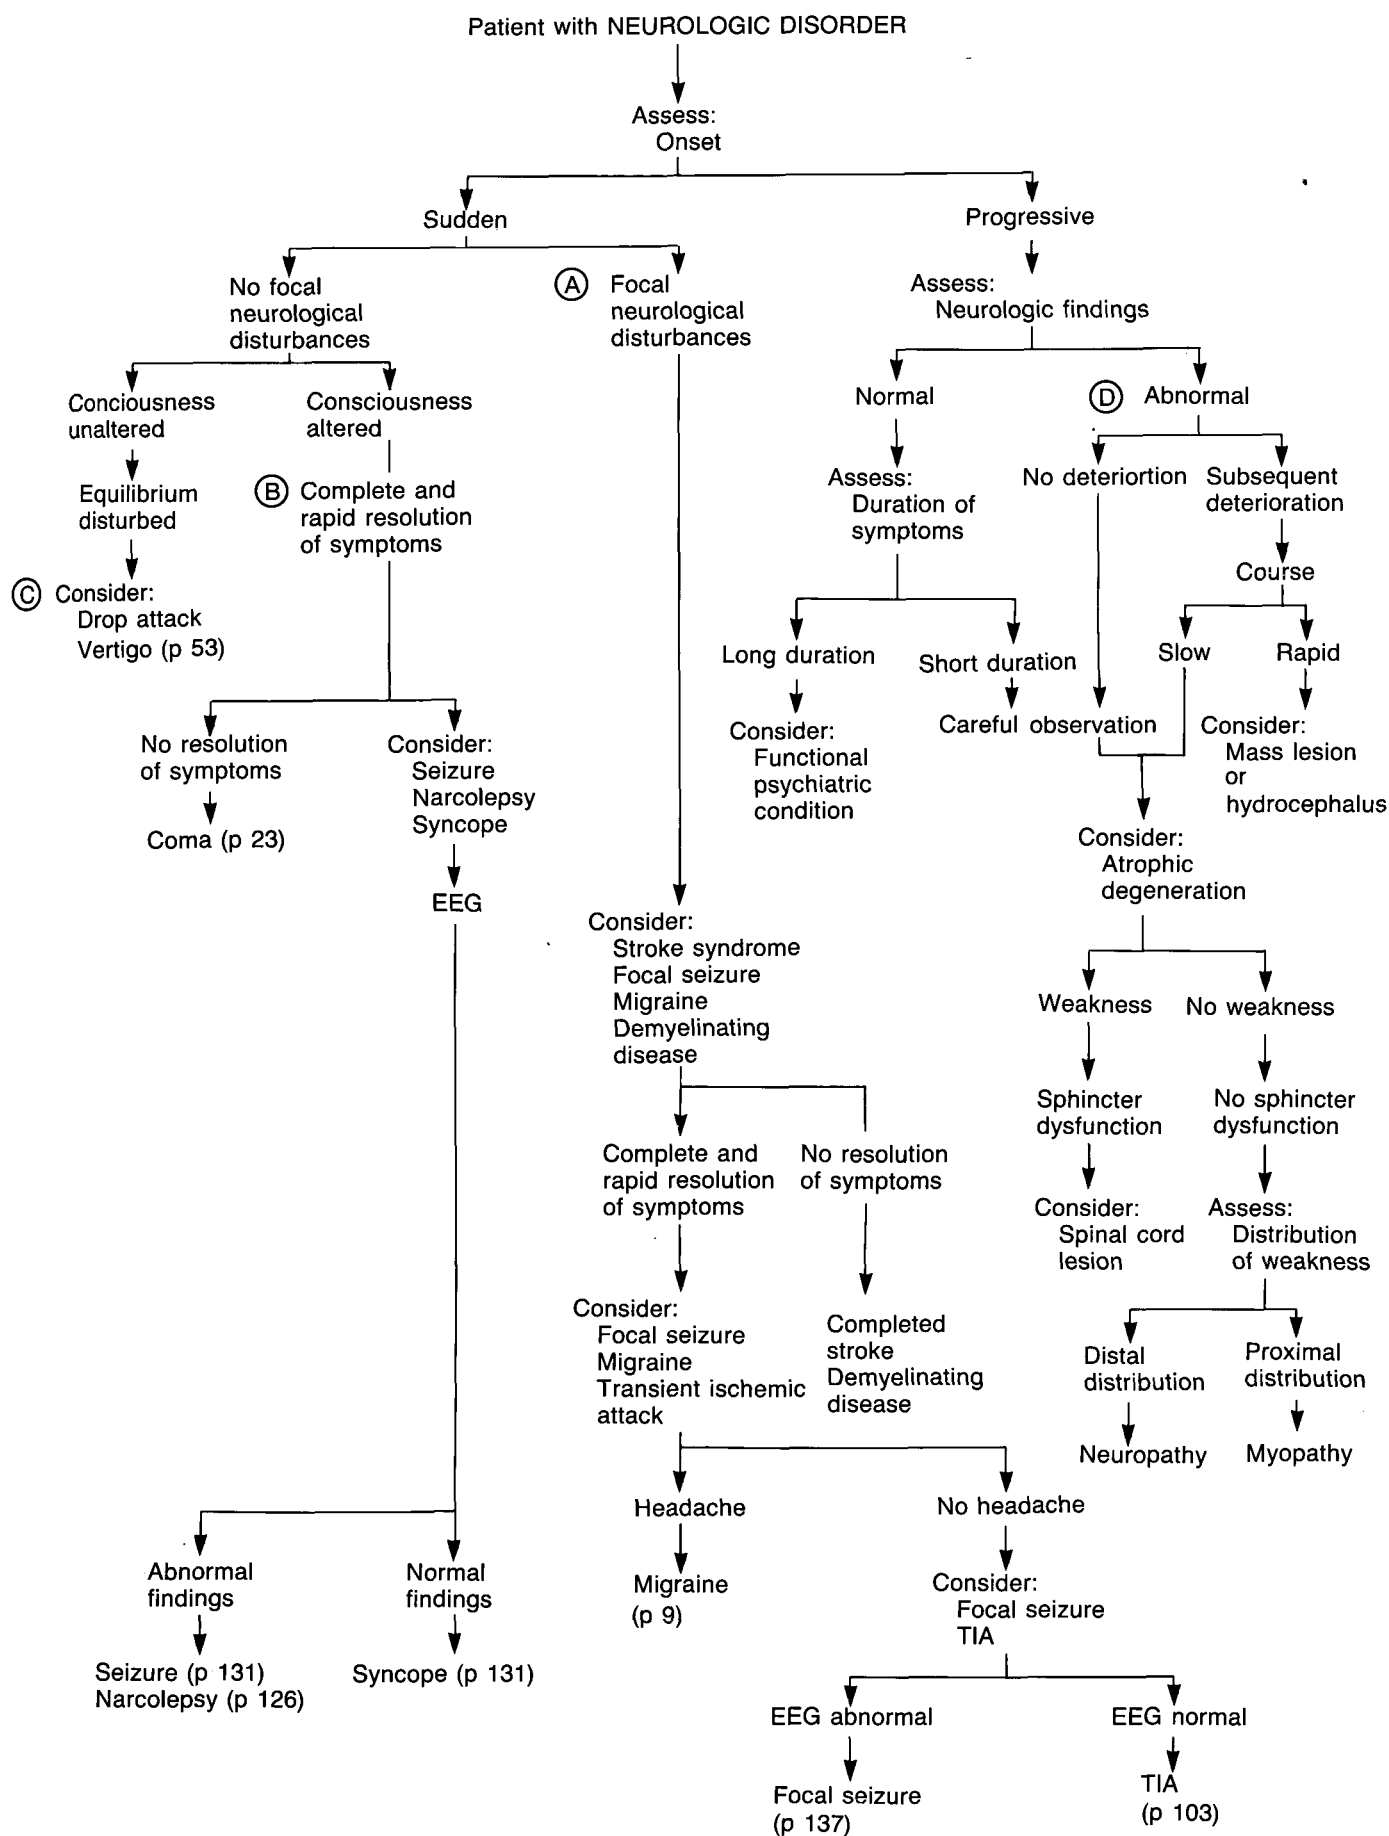 Patient with NEUROLOGIC DISORDER
Assess:
Onset
Sudden
Progressive
No focal
neurological
disturbances
A
Focal
neurological
disturbances
Assess:
Neurologic findings
Conciousness
unaltered
Consciousness
altered
Normal
D
Abnormal
Equilibrium
disturbed
B
Complete and
rapid resolution
of symptoms
Assess:
Duration of
symptoms
No deteriortion
Subsequent
deterioration
Course
C
Consider:
Drop attack
Vertigo (p 53)
Long duration
Short duration
Slow
Rapid
Consider:
Functional
psychiatric
condition
Careful observation
Consider:
Mass lesion
or
hydrocephalus
No resolution
of symptoms
Consider:
Seizure
Narcolepsy
Syncope
Coma (p 23)
EEG
Consider:
Atrophic
degeneration
Consider:
Stroke syndrome
Focal seizure
Migraine
Demyelinating
disease
Weakness
No weakness
Sphincter
dysfunction
No sphincter
dysfunction
Complete and
rapid resolution
of symptoms
No resolution
of symptoms
Consider:
Spinal cord
lesion
Assess:
Distribution
of weakness
Consider:
Focal seizure
Migraine
Transient ischemic
attack
Completed
stroke
Demyelinating
disease
Distal
distribution
Proximal
distribution
Neuropathy
Myopathy
Headache
No headache
Abnormal
findings
Normal
findings
Migraine
(p 9)
Consider:
Focal seizure
TIA
Seizure (p 131)
Narcolepsy (p 126)
Syncope (p 131)
EEG abnormal
EEG normal
Focal seizure
(p 137)
TIA
(p 103)